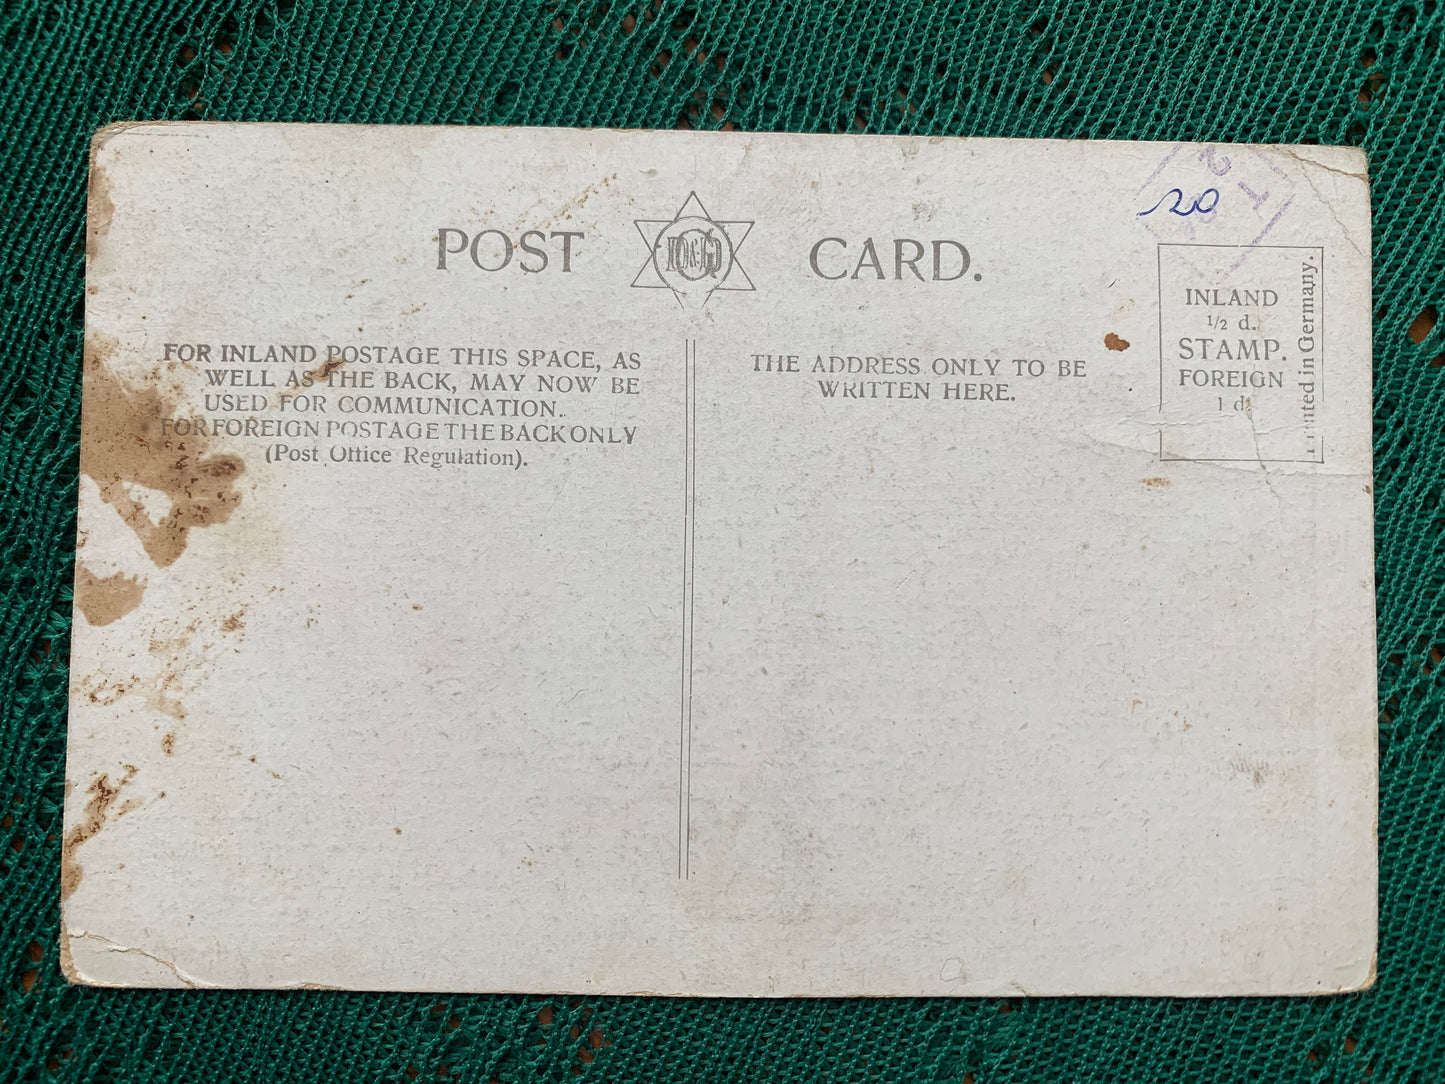 POST D&G CARD.
FOR INLAND POSTAGE THIS SPACE, AS
WELL AS THE BACK, MAY NOW BE
USED FOR COMMUNICATION.
FOR FOREIGN POSTAGE THE BACK ONLY
(Post Office Regulation).
THE ADDRESS ONLY TO BE
WRITTEN HERE.
20
INLAND
1/2 d.
STAMP.
FOREIGN
1 d.
Printed in Germany.